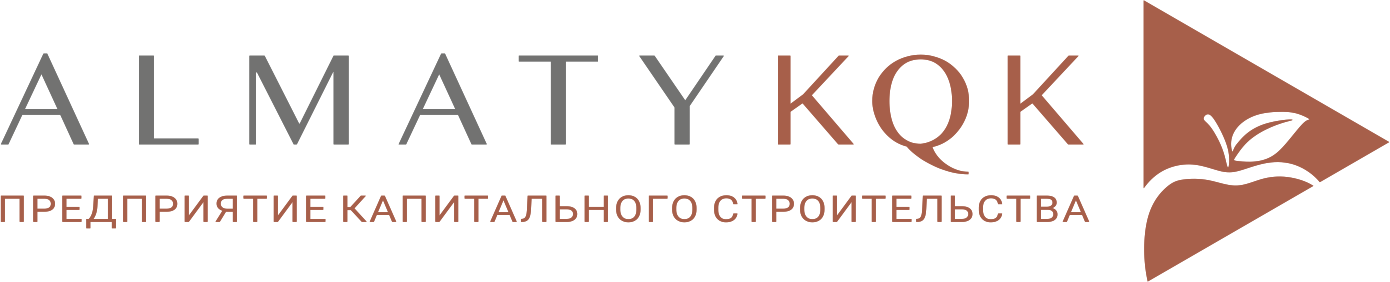 ALMATY KQK
ПРЕДПРИЯТИЕ КАПИТАЛЬНОГО СТРОИТЕЛЬСТВА